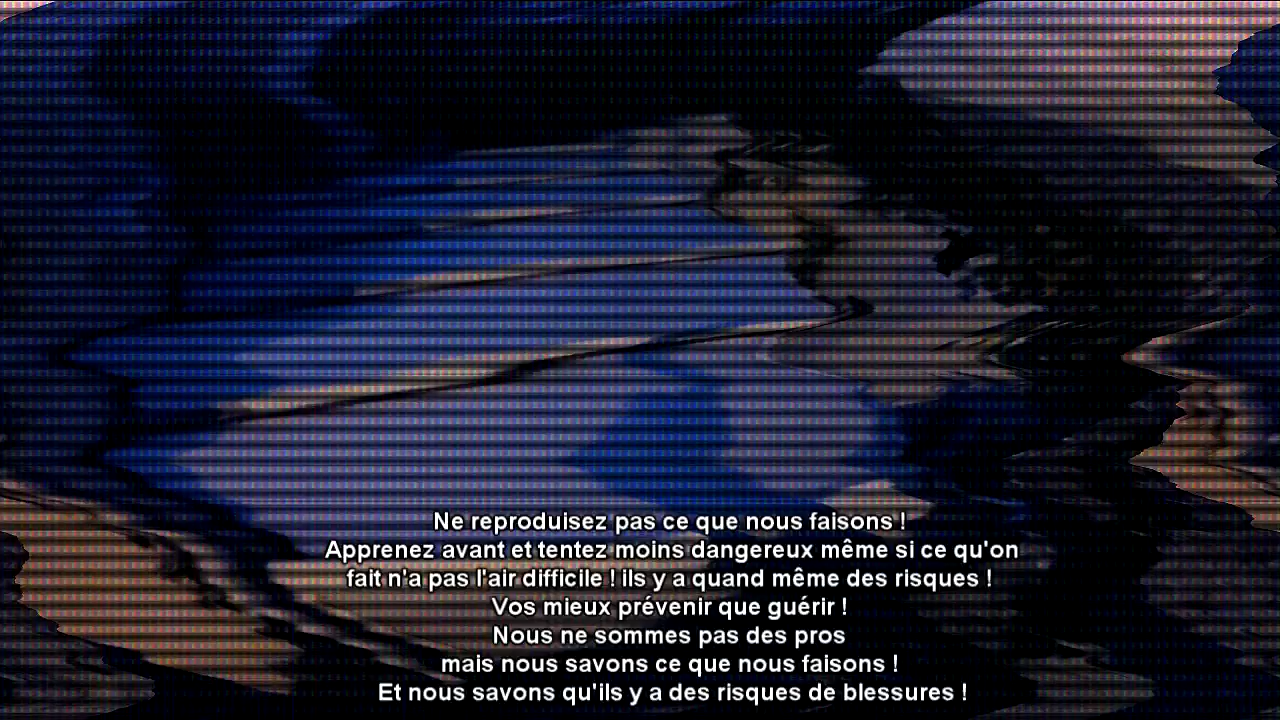 Ne reproduisez pas ce que nous faisons !
Apprenez avant et tentez moins dangereux même si ce qu'on
fait n'a pas l'air difficile ! ils y a quand même des risques !
Vos mieux prévenir que guérir !
Nous ne sommes pas des pros
mais nous savons ce que nous faisons !
Et nous savons qu'ils y a des risques de blessures !